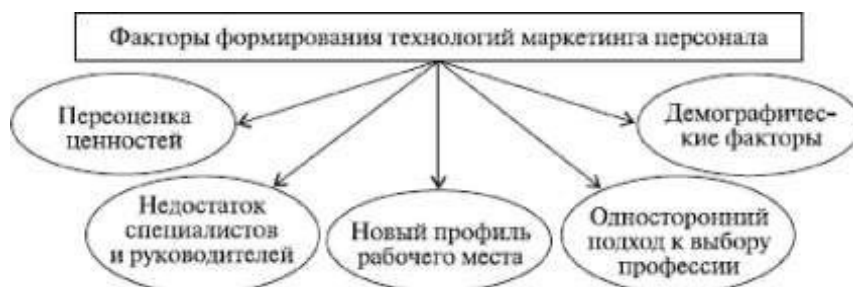 Факторы формирования технологий маркетинга персонала
Переоценка
ценностей
Демографичес-
кие факторы
Недостаток
специалистов
и руководителей
Новый профиль
рабочего места
Односторонний
подход к выбору
профессии